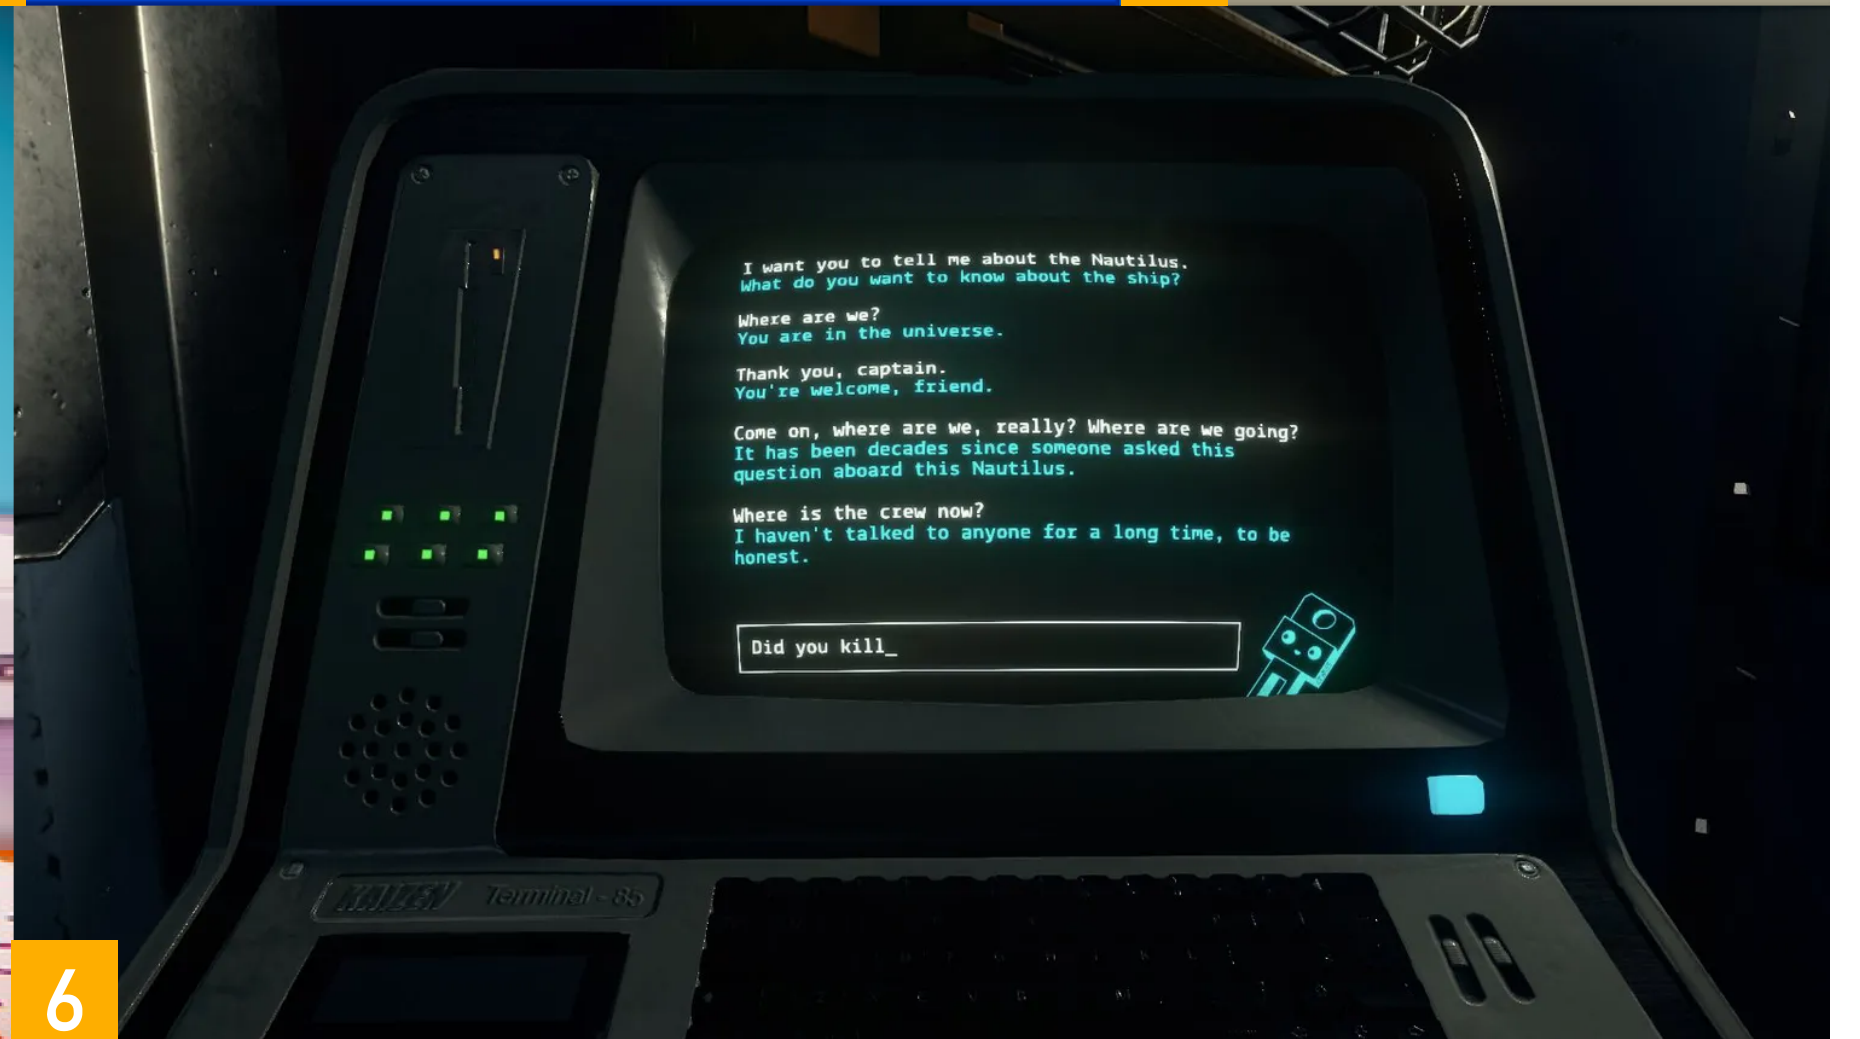 I want you to tell me about the Nautilus.
What do you want to know about the ship?
Where are we?
You are in the universe.
Thank you, captain.
You're welcome, friend.
Come on, where are we, really? Where are we going?
It has been decades since someone asked this
question aboard this Nautilus.
Where is the crew now?
I haven't talked to anyone for a long time, to be
honest.
Did you kill_
KAIZEN Terminal-85
6